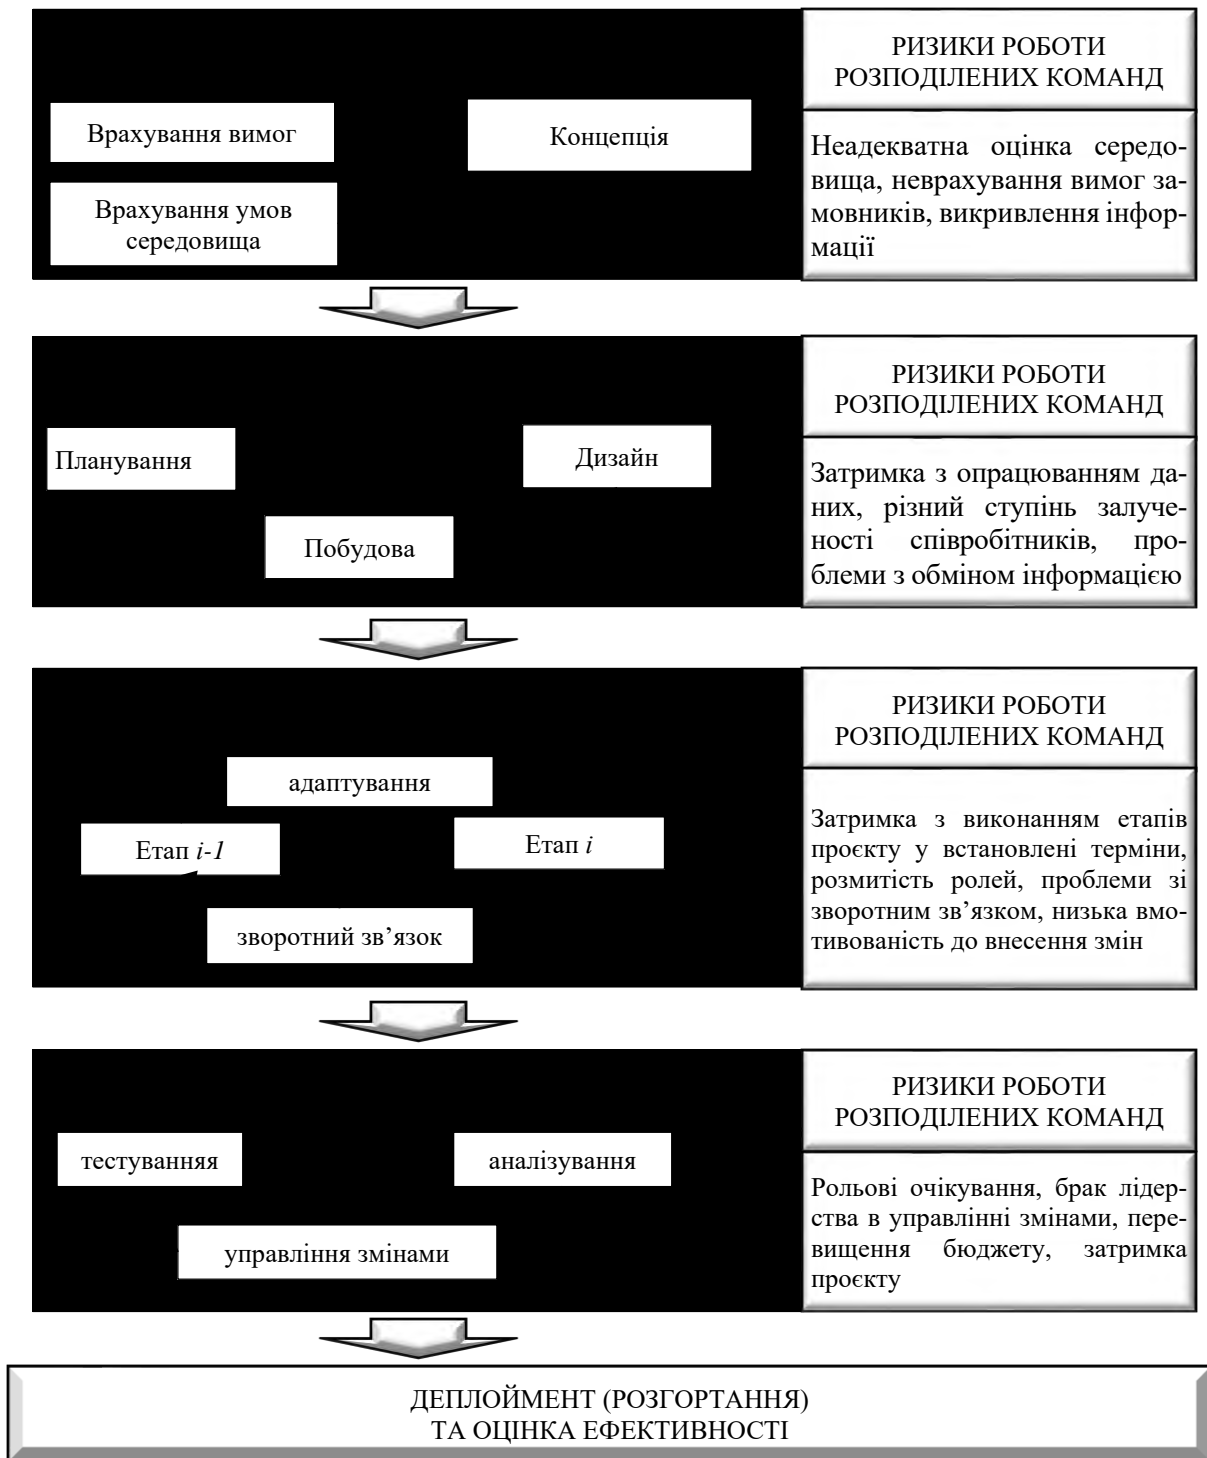 РИЗИКИ РОБОТИ
РОЗПОДІЛЕНИХ КОМАНД
Врахування вимог
Концепція
Врахування умов
середовища
Неадекватна оцінка середо-
вища, неврахування вимог за-
мовників, викривлення інфор-
мації
РИЗИКИ РОБОТИ
РОЗПОДІЛЕНИХ КОМАНД
Планування
Дизайн
Побудова
Затримка з опрацюванням да-
них, різний ступінь залуче-
ності співробітників, про-
блеми з обміном інформацією
РИЗИКИ РОБОТИ
РОЗПОДІЛЕНИХ КОМАНД
адаптування
Етап i-1
Етап i
зворотний зв’язок
Затримка з виконанням етапів
проєкту у встановлені терміни,
розмитість ролей, проблеми зі
зворотним зв’язком, низька вмо-
тивованість до внесення змін
РИЗИКИ РОБОТИ
РОЗПОДІЛЕНИХ КОМАНД
тестуванняя
аналізування
управління змінами
Рольові очікування, брак лідер-
ства в управлінні змінами, пере-
вищення бюджету, затримка
проєкту
ДЕПЛОЙМЕНТ (РОЗГОРТАННЯ)
ТА ОЦІНКА ЕФЕКТИВНОСТІ